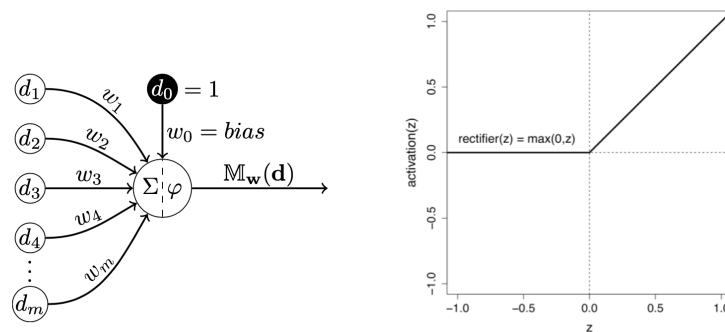 d₁
d₂
d₃
d₄
⋮
dₘ
w₁
w₂
w₃
w₄
wₘ
d₀ = 1
w₀ = bias
Σ φ
𝕄𝐰(𝐝)
activation(z)
1.0
0.5
0.0
-0.5
-1.0
rectifier(z) = max(0,z)
-1.0 -0.5 0.0 0.5 1.0
z